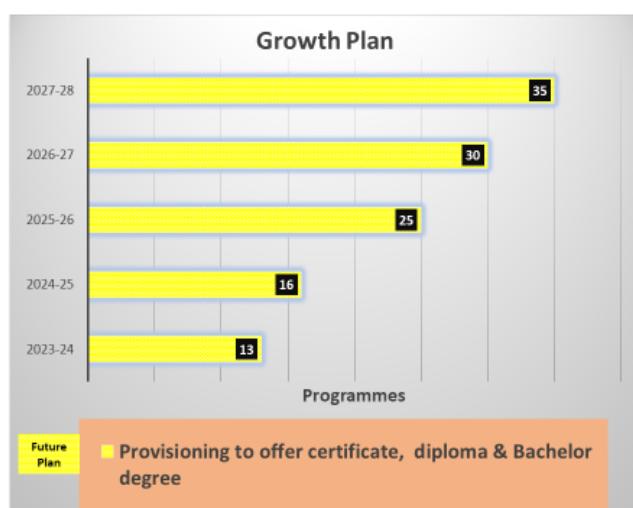 Growth Plan
2027-28 35
2026-27 30
2025-26 25
2024-25 16
2023-24 13
Programmes
Future
Plan
Provisioning to offer certificate, diploma & Bachelor
degree